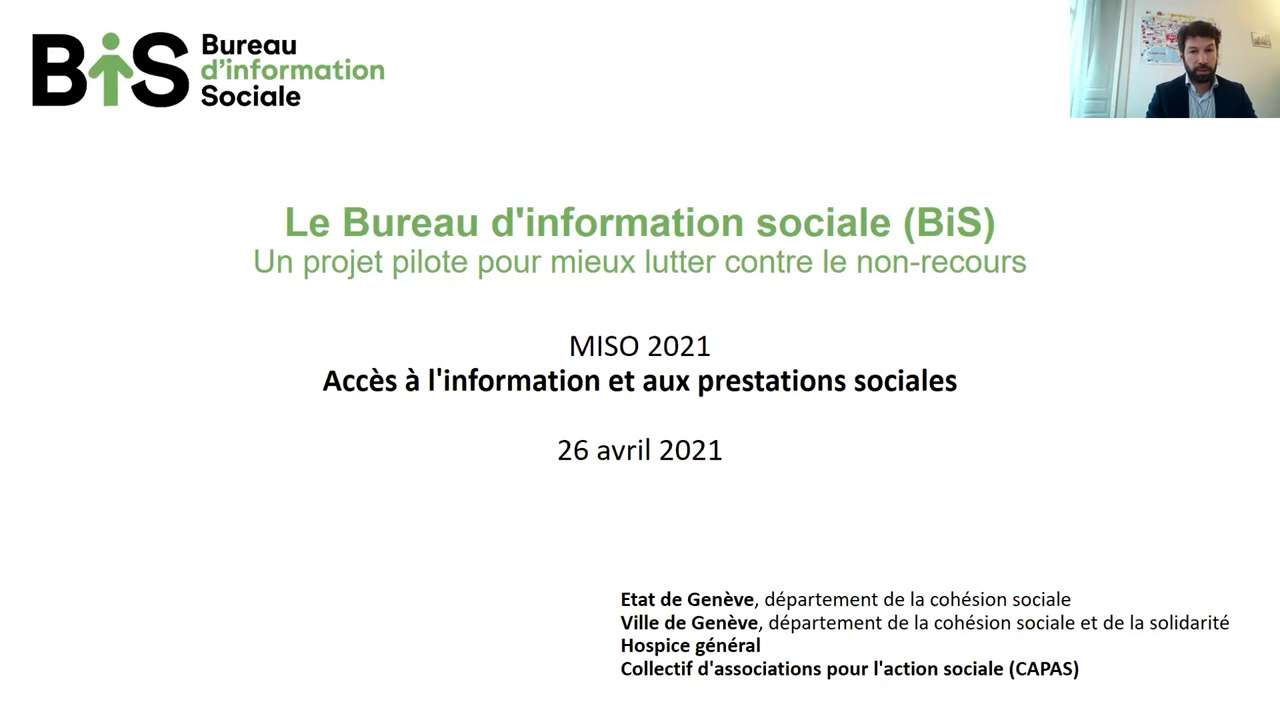 BiS
Bureau
d'information
Sociale
Le Bureau d'information sociale (BiS)
Un projet pilote pour mieux lutter contre le non-recours
MISO 2021
Accès à l'information et aux prestations sociales
26 avril 2021
Etat de Genève, département de la cohésion sociale
Ville de Genève, département de la cohésion sociale et de la solidarité
Hospice général
Collectif d'associations pour l'action sociale (CAPAS)